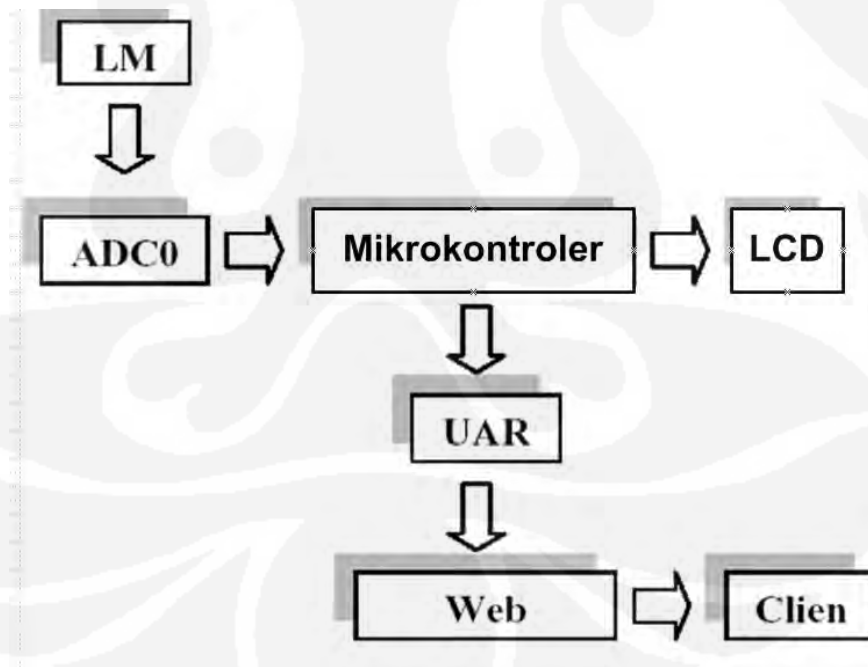 LM
ADC0
Mikrokontroler
LCD
UAR
Web
Clien